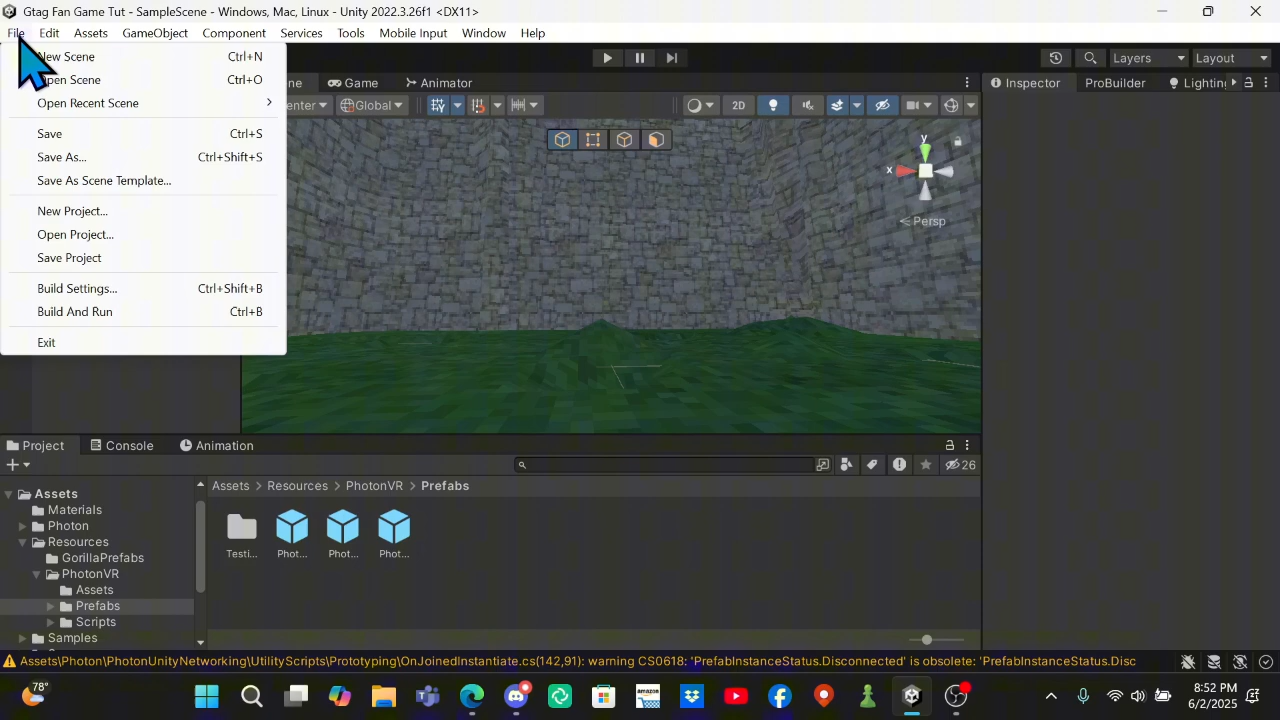 Gtag Fan Game Tut - SampleScene - Windows, Mac, Linux - Unity 2022.3.26f1 <DX11>
File Edit Assets GameObject Component Services Tools Mobile Input Window Help
New Scene Ctrl+N
Open Scene Ctrl+O
Open Recent Scene
Save Ctrl+S
Save As... Ctrl+Shift+S
Save As Scene Template...
New Project...
Open Project...
Save Project
Build Settings... Ctrl+Shift+B
Build And Run Ctrl+B
Exit
Layers Layout
Game Animator
Global 2D
y
x
< Persp
Inspector ProBuilder Lighting
Project Console Animation
26
Assets > Resources > PhotonVR > Prefabs
Assets
Materials
Photon
Resources
GorillaPrefabs
PhotonVR
Assets
Prefabs
Scripts
Samples
Testi... Phot... Phot... Phot...
Assets\Photon\PhotonUnityNetworking\UtilityScripts\Prototyping\OnJoinedInstantiate.cs(142,91): warning CS0618: 'PrefabInstanceStatus.Disconnected' is obsolete: 'PrefabInstanceStatus.Disc
78°
amazon
8:52 PM
6/2/2025